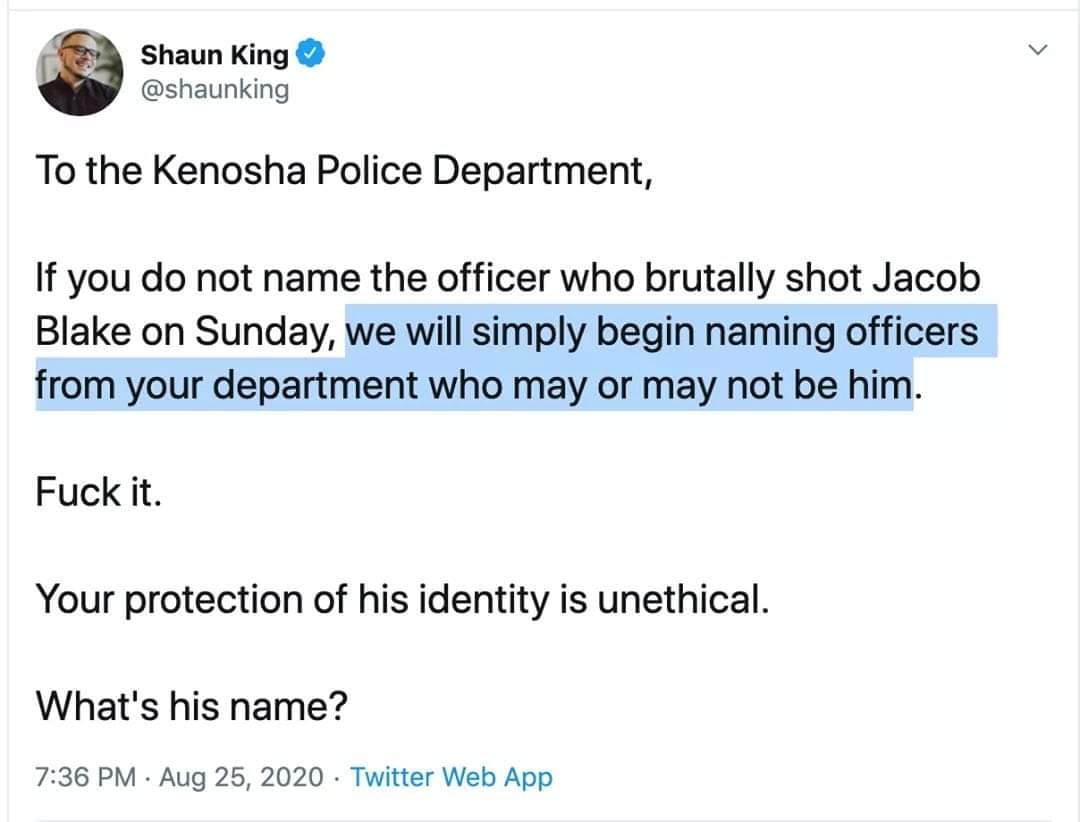 Shaun King
@shaunking
To the Kenosha Police Department,
If you do not name the officer who brutally shot Jacob
Blake on Sunday, we will simply begin naming officers
from your department who may or may not be him.
Fuck it.
Your protection of his identity is unethical.
What's his name?
7:36 PM · Aug 25, 2020 · Twitter Web App